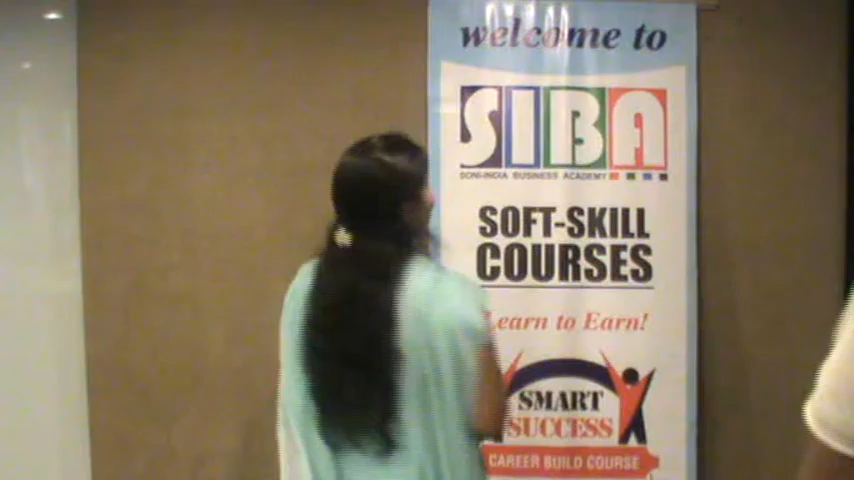 welcome to
SIBA
SONI-INDIA BUSINESS ACADEMY
SOFT-SKILL
COURSES
Learn to Earn!
SMART
SUCCESS
CAREER BUILD COURSE